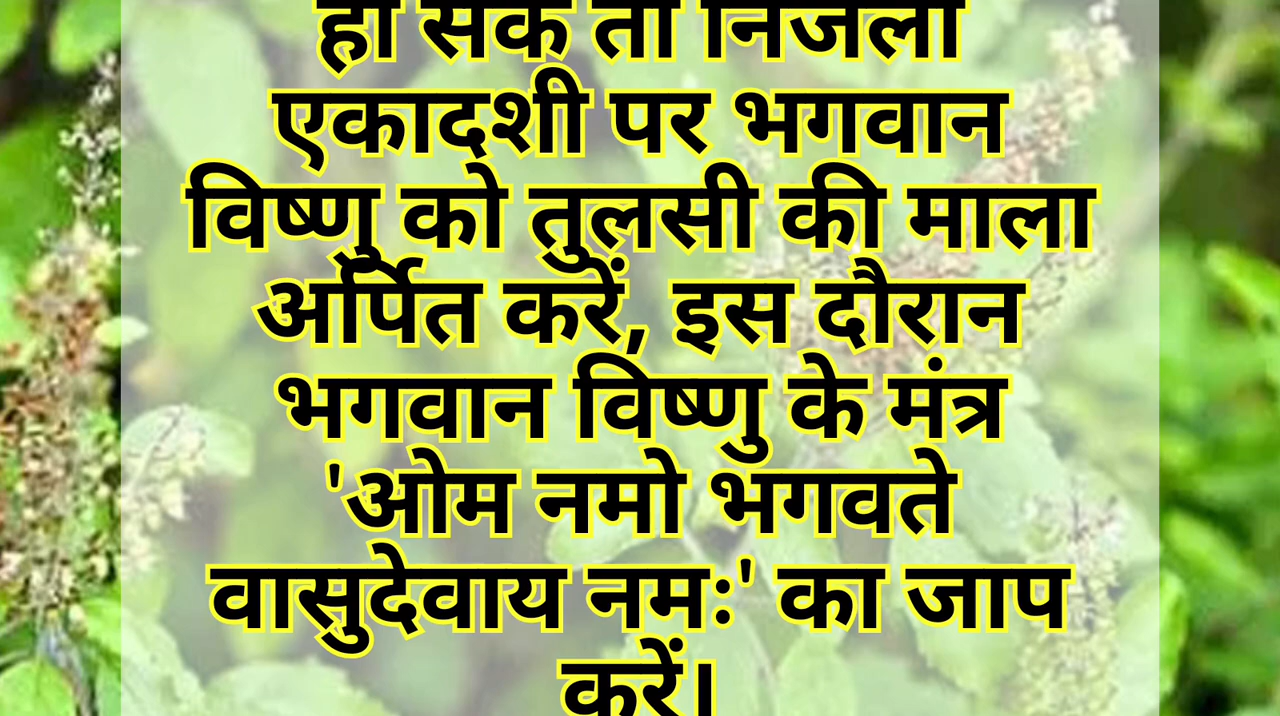 हो सके तो निर्जला
एकादशी पर भगवान
विष्णु को तुलसी की माला
अर्पित करें, इस दौरान
भगवान विष्णु के मंत्र
'ओम नमो भगवते
वासुदेवाय नमः' का जाप
करें।